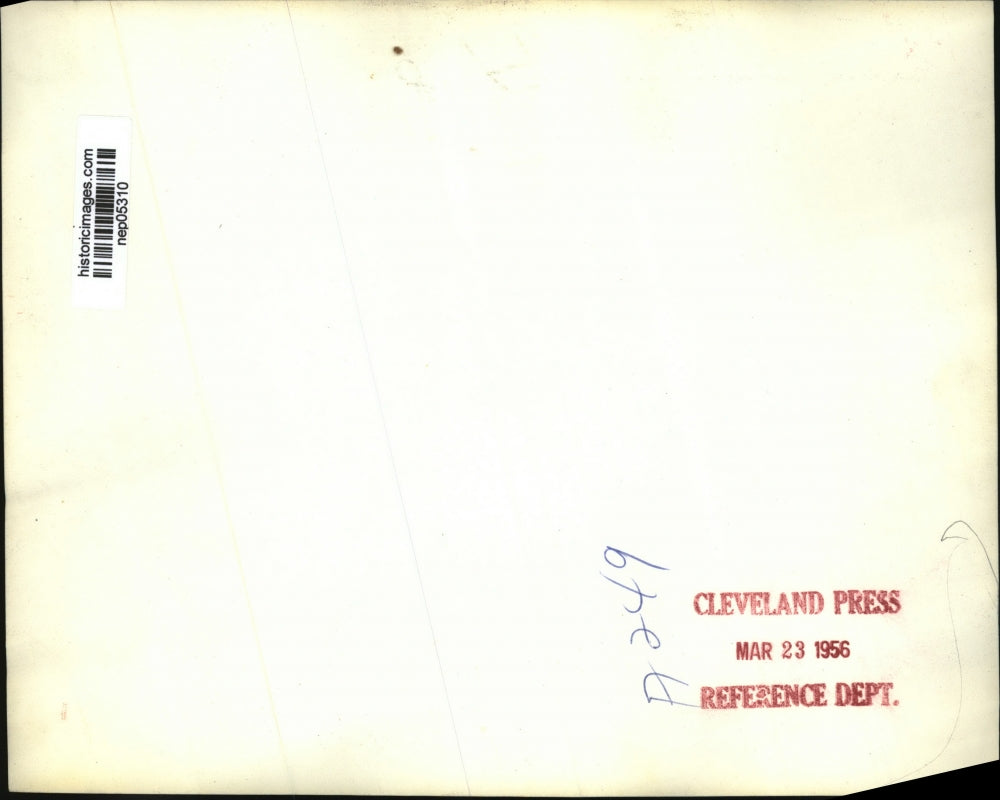 historicimages.com
nep05310
A249
CLEVELAND PRESS
MAR 23 1956
REFERENCE DEPT.